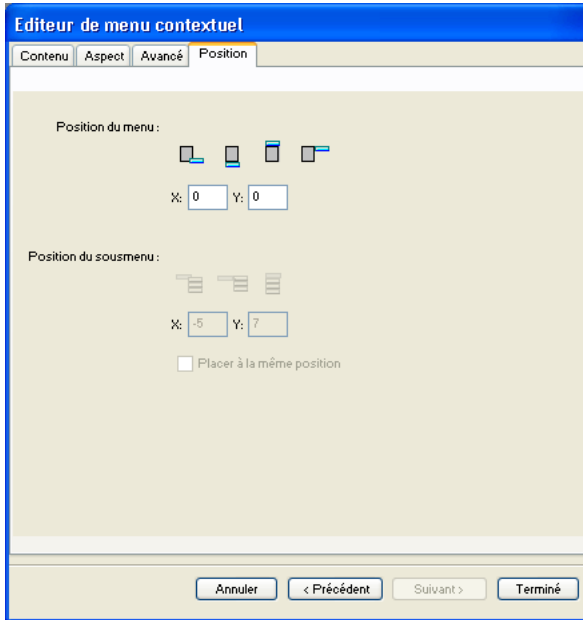 Editeur de menu contextuel
Contenu Aspect Avancé Position
Position du menu :
X: 0 Y: 0
Position du sousmenu :
X: -5 Y: 7
Placer à la même position
Annuler < Précédent Suivant > Terminé